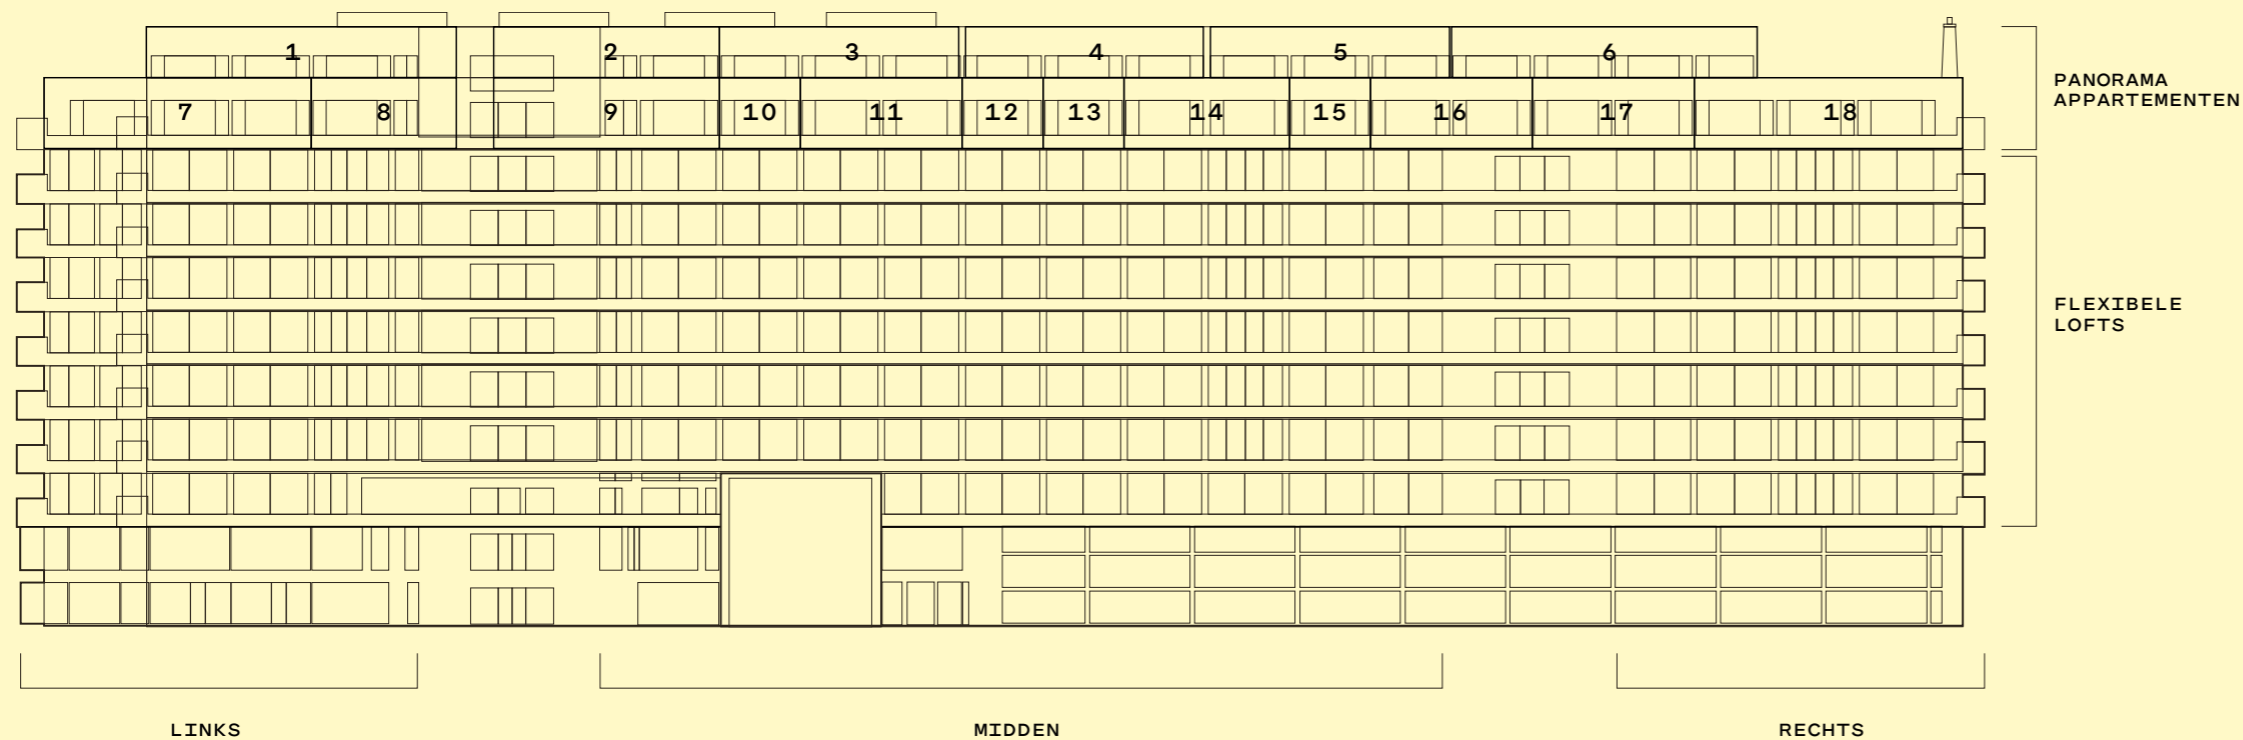 1 2 3 4 5 6
PANORAMA
APPARTEMENTEN
7 8 9 10 11 12 13 14 15 16 17 18
FLEXIBELE
LOFTS
LINKS MIDDEN RECHTS